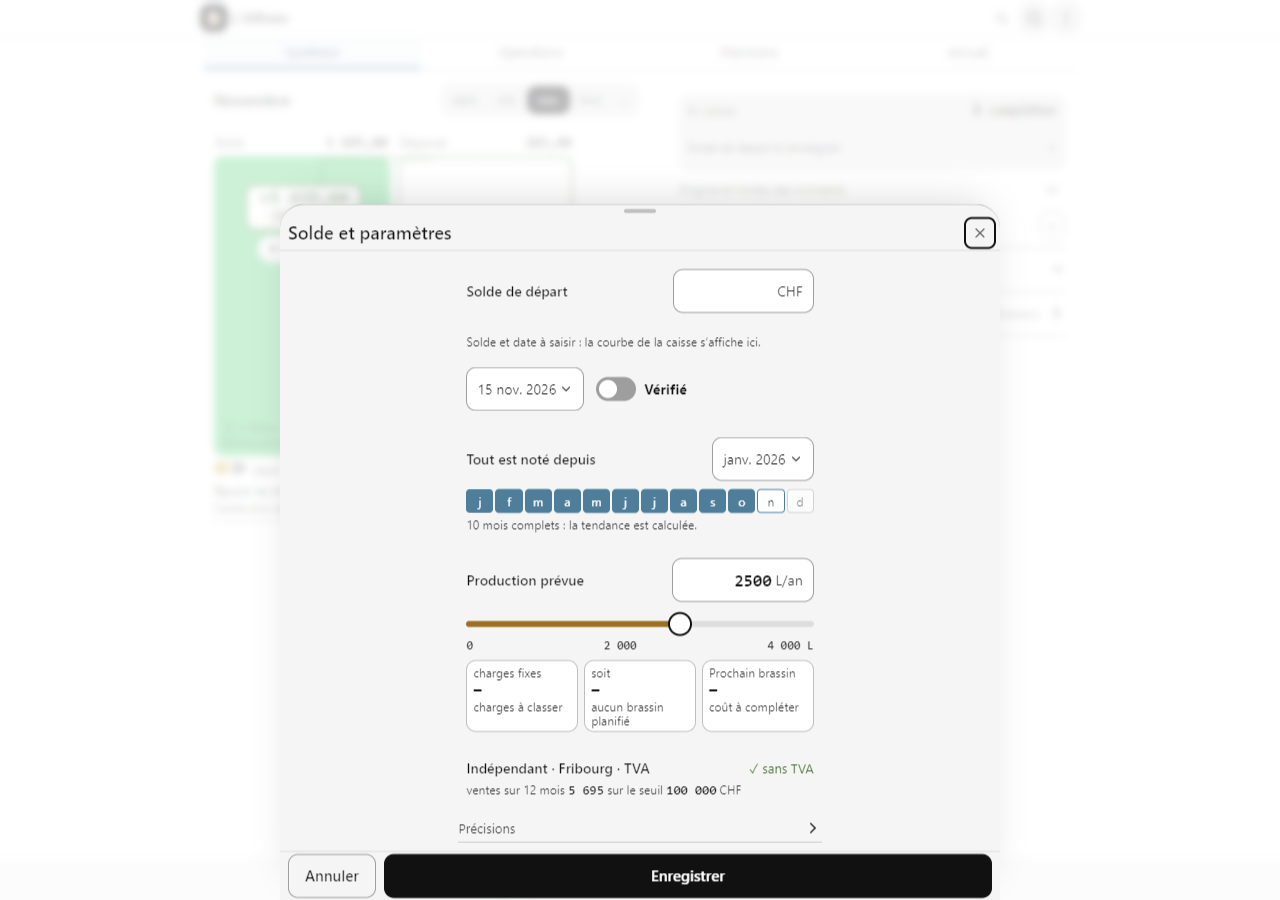 Novembre
Solde et paramètres
Solde de départ
CHF
Solde et date à saisir : la courbe de la caisse s'affiche ici.
15 nov. 2026
Vérifié
Tout est noté depuis
janv. 2026
j f m a m j j a s o n d
10 mois complets : la tendance est calculée.
Production prévue
2500 L/an
0 2 000 4 000 L
charges fixes
–
charges à classer
soit
–
aucun brassin
planifié
Prochain brassin
–
coût à compléter
Indépendant · Fribourg · TVA
✓ sans TVA
ventes sur 12 mois 5 695 sur le seuil 100 000 CHF
Précisions
Annuler
Enregistrer